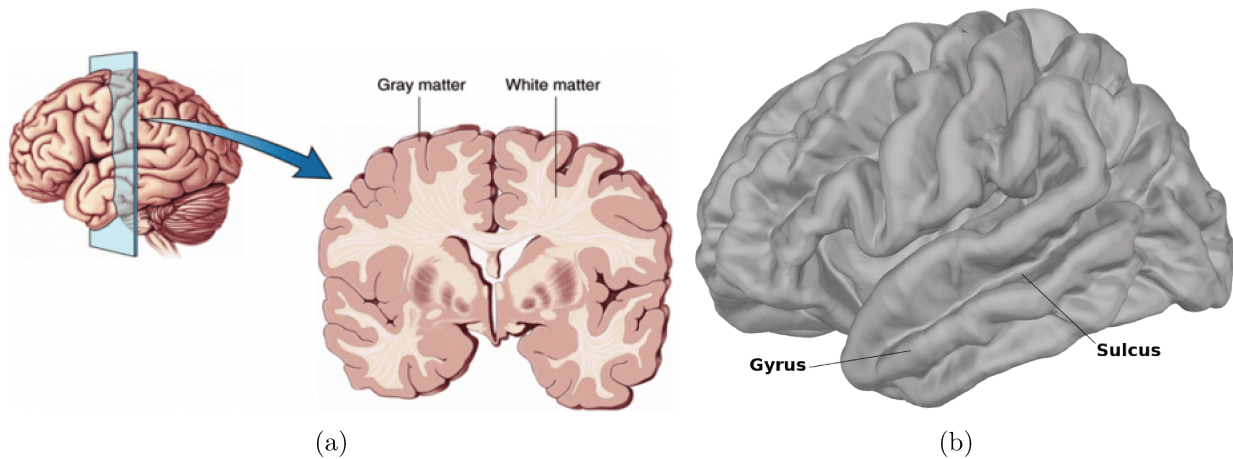 Gray matter
White matter
Gyrus
Sulcus
(a)
(b)